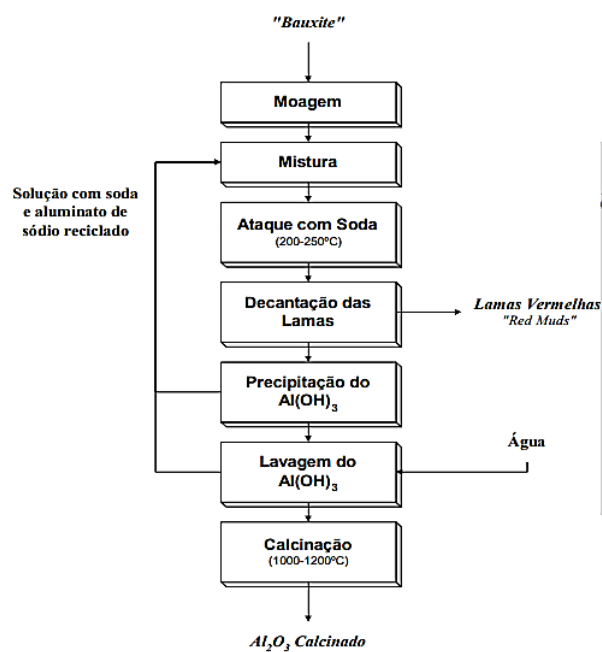 "Bauxite"
Moagem
Mistura
Solução com soda
e aluminato de
sódio reciclado
Ataque com Soda
(200-250ºC)
Decantação das
Lamas
Lamas Vermelhas
"Red Muds"
Precipitação do
Al(OH)3
Água
Lavagem do
Al(OH)3
Calcinação
(1000-1200ºC)
Al2O3 Calcinado